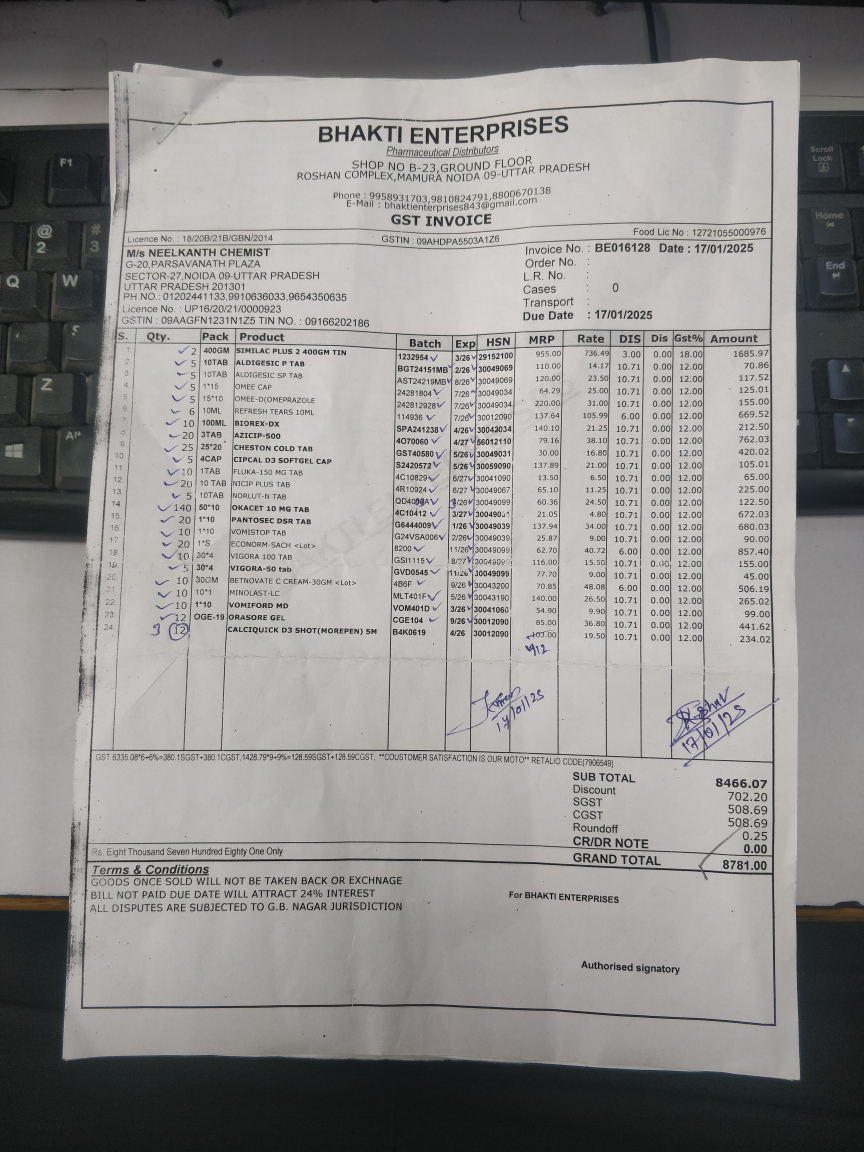 BHAKTI ENTERPRISES
Pharmaceutical Distributors
SHOP NO B-23,GROUND FLOOR
ROSHAN COMPLEX,MAMURA NOIDA 09-UTTAR PRADESH
Phone : 9958931703,9810824791,8800670138
E-Mail : bhaktienterprises843@gmail.com
GST INVOICE
Licence No. : 18/20B/21B/GBN/2014 GSTIN : 09AHDPA5503A1Z6 Food Lic No : 12721055000976
M/s NEELKANTH CHEMIST
G-20,PARSAVANATH PLAZA
SECTOR-27,NOIDA 09-UTTAR PRADESH
UTTAR PRADESH 201301
PH.NO.: 01202441133,9910636033,9654350635
Licence No.: UP16/20/21/0000923
GSTIN : 09AAGFN1231N1Z5 TIN NO. : 09166202186
Invoice No. : BE016128 Date : 17/01/2025
Order No. :
L.R. No. :
Cases : 0
Transport :
Due Date : 17/01/2025
S. Qty. Pack Product Batch Exp HSN MRP Rate DIS Dis Gst% Amount
1. 2 400GM SIMILAC PLUS 2 400GM TIN 1232954 3/26 29152100 955.00 736.49 3.00 0.00 18.00 1685.97
2. 5 10TAB ALDIGESIC P TAB BGT24151MB 2/26 30049069 110.00 14.17 10.71 0.00 12.00 70.86
3. 5 10TAB ALDIGESIC SP TAB AST24219MB 8/26 30049069 120.00 23.50 10.71 0.00 12.00 117.52
4. 5 1*15 OMEE CAP 24281804 7/26 30049034 64.29 25.00 10.71 0.00 12.00 125.01
5. 5 15*10 OMEE-D(OMEPRAZOLE 242812928 7/26 30049034 220.00 31.00 10.71 0.00 12.00 155.00
6. 6 10ML REFRESH TEARS 10ML 114936 7/26 30012090 137.64 105.99 6.00 0.00 12.00 669.52
7. 10 100ML BIOREX-DX SPA241238 4/26 30042034 140.10 21.25 10.71 0.00 12.00 212.50
8. 20 3TAB AZICIP-500 4O70060 4/27 56012110 79.16 38.10 10.71 0.00 12.00 762.03
9. 25 25*20 CHESTON COLD TAB GST40580 5/26 30049031 30.00 16.80 10.71 0.00 12.00 420.02
10. 5 4CAP CIPCAL D3 SOFTGEL CAP S2420572 5/26 30059090 137.89 21.00 10.71 0.00 12.00 105.01
11. 10 1TAB FLUKA-150 MG TAB 4C10829 6/27 30041090 13.50 6.50 10.71 0.00 12.00 65.00
12. 20 10 TAB NICIP PLUS TAB 4R10924 6/27 30049067 65.10 11.25 10.71 0.00 12.00 225.00
13. 5 10TAB NORLUT-N TAB 3/26 30049099 60.36 24.50 10.71 0.00 12.00 122.50
14. 140 50*10 OKACET 10 MG TAB 4C10412 3/27 21.05 4.80 10.71 0.00 12.00 672.03
15. 20 1*10 PANTOSEC DSR TAB G6444009 1/26 30049039 137.94 34.00 10.71 0.00 12.00 680.03
16. 10 1*10 VOMISTOP TAB G24VSA006 2/26 30049039 25.87 9.00 10.71 0.00 12.00 90.00
17. 20 1*S ECONORM-SACH <Lot> 8200 11/26 30049099 62.70 40.72 6.00 0.00 12.00 857.40
18. 10 30*4 VIGORA 100 TAB GSI1115 8/27 116.00 15.50 10.71 0.00 12.00 155.00
19. 5 30*4 VIGORA-50 tab GVD0545 11/26 30049099 77.70 9.00 10.71 0.00 12.00 45.00
20. 10 30GM BETNOVATE C CREAM-30GM <Lot> 4B6F 9/26 30043200 70.85 48.08 6.00 0.00 12.00 506.19
21. 10 10*1 MINOLAST-LC MLT401F 5/26 30043190 140.00 26.50 10.71 0.00 12.00 265.02
22. 10 1*10 VOMIFORD MD VOM401D 3/26 30041060 54.90 9.90 10.71 0.00 12.00 99.00
23. 12 OGE-19 ORASORE GEL CGE104 9/26 30012090 85.00 36.80 10.71 0.00 12.00 441.62
24. 12 CALCIQUICK D3 SHOT(MOREPEN) 5M B4K0619 4/26 30012090 103.00 19.50 10.71 0.00 12.00 234.02
17/01/25
17/01/25
GST 6335.08*6+6%=380.1SGST+380.1CGST,1428.79*9+9%=128.59SGST+128.59CGST. **COUSTOMER SATISFACTION IS OUR MOTO** RETALIO CODE(7906549)
SUB TOTAL 8466.07
Discount 702.20
SGST 508.69
CGST 508.69
Roundoff 0.25
CR/DR NOTE 0.00
Rs. Eight Thousand Seven Hundred Eighty One Only
GRAND TOTAL 8781.00
Terms & Conditions
GOODS ONCE SOLD WILL NOT BE TAKEN BACK OR EXCHNAGE
BILL NOT PAID DUE DATE WILL ATTRACT 24% INTEREST
ALL DISPUTES ARE SUBJECTED TO G.B. NAGAR JURISDICTION
For BHAKTI ENTERPRISES
Authorised signatory
F1
@
2
#
3
Q
W
Z
A
Alt
Scroll
Lock
Home
End